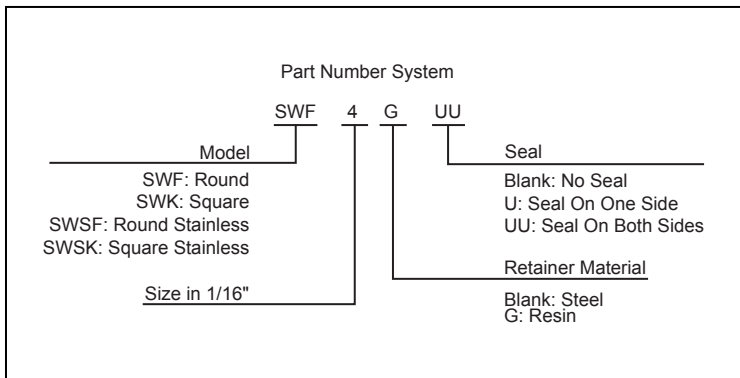 Part Number System
SWF 4 G UU
Model
SWF: Round
SWK: Square
SWSF: Round Stainless
SWSK: Square Stainless
Size in 1/16"
Seal
Blank: No Seal
U: Seal On One Side
UU: Seal On Both Sides
Retainer Material
Blank: Steel
G: Resin